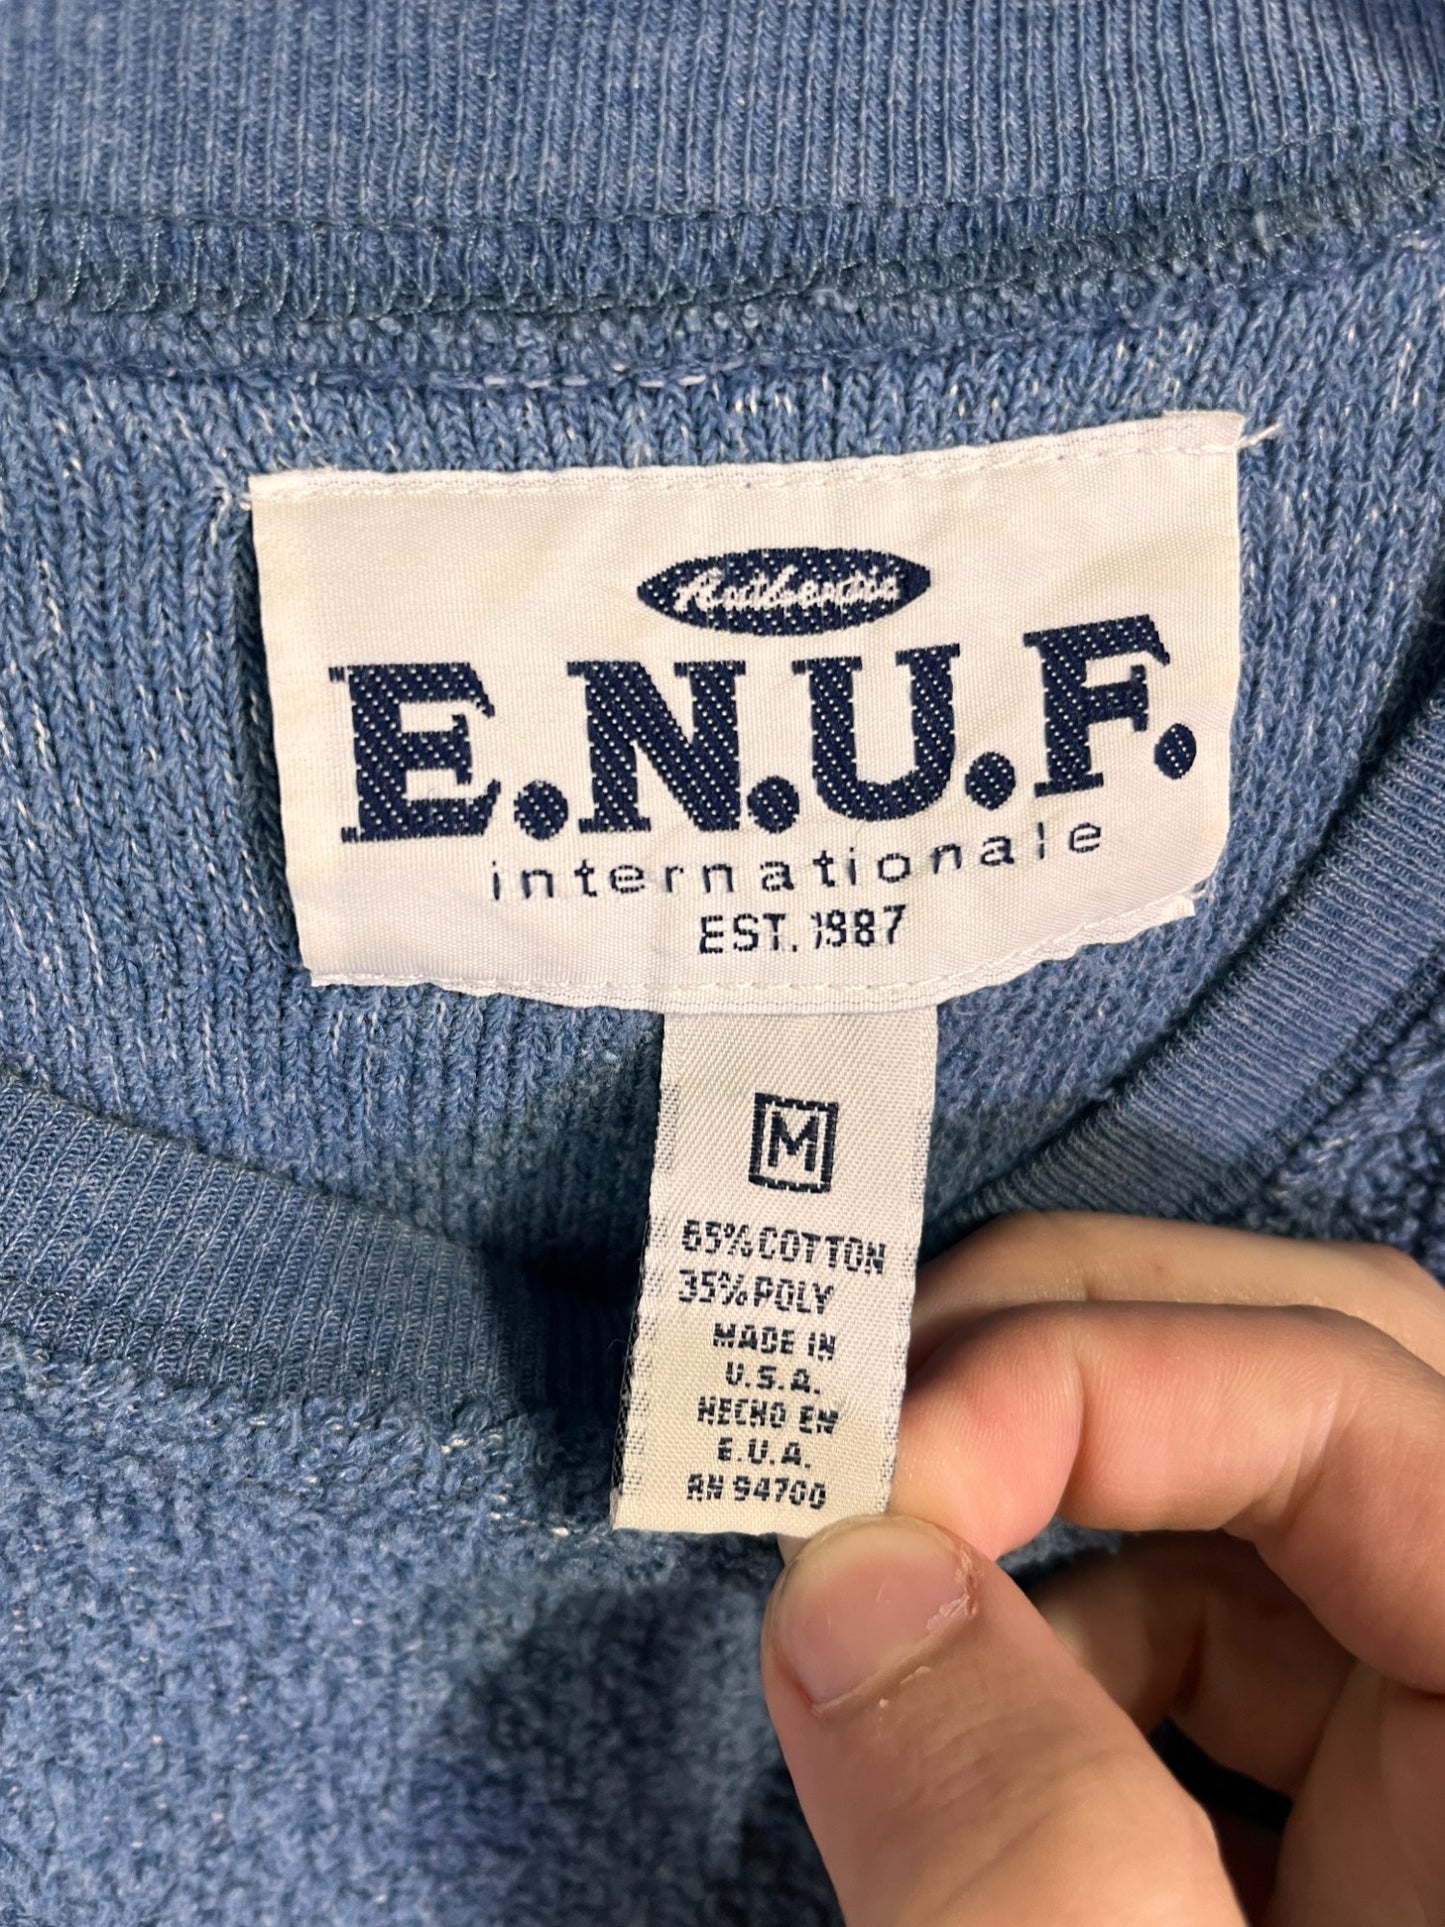 Authentic
E.N.U.F.
internationale
EST. 1987
M
65% COTTON
35% POLY
MADE IN
U.S.A.
HECHO EN
E.U.A.
RN 94700